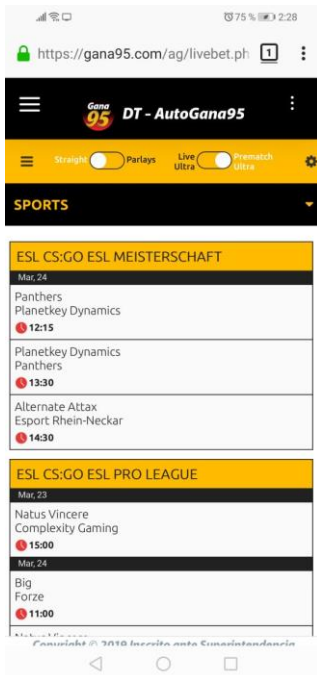 75 % 2:28
https://gana95.com/ag/livebet.ph 1
Gana
95 DT - AutoGana95
Straight Parlays Live Ultra Prematch Ultra
SPORTS
ESL CS:GO ESL MEISTERSCHAFT
Mar, 24
Panthers
Planetkey Dynamics
12:15
Planetkey Dynamics
Panthers
13:30
Alternate Attax
Esport Rhein-Neckar
14:30
ESL CS:GO ESL PRO LEAGUE
Mar, 23
Natus Vincere
Complexity Gaming
15:00
Mar, 24
Big
Forze
11:00
Natus Vincere
Copyright © 2019 Inscrito ante Superintendencia